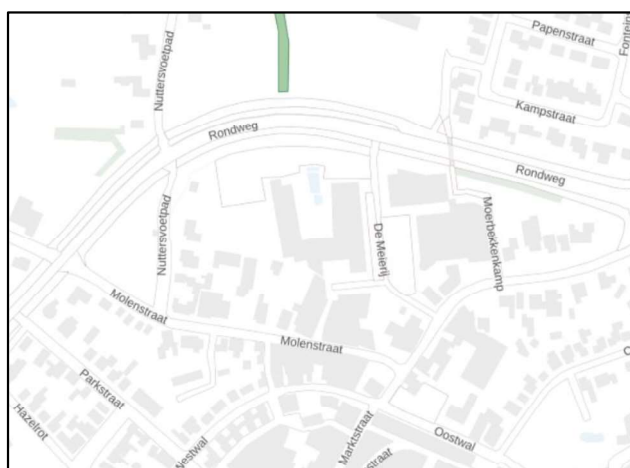 Papenstraat
Nuttersvoetpad
Kampstraat
Rondweg
Rondweg
Nuttersvoetpad
De Meierij
Moerbekkenkamp
Molenstraat
Molenstraat
Parkstraat
Hazelrot
Marktstraat
Oostwal